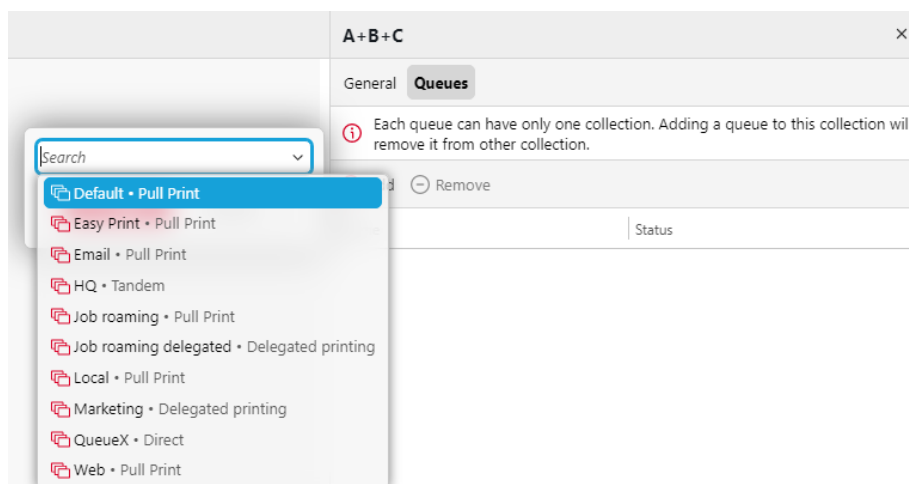 A+B+C
General Queues
Each queue can have only one collection. Adding a queue to this collection will
remove it from other collection.
Search
Remove
Status
Default • Pull Print
Easy Print • Pull Print
Email • Pull Print
HQ • Tandem
Job roaming • Pull Print
Job roaming delegated • Delegated printing
Local • Pull Print
Marketing • Delegated printing
QueueX • Direct
Web • Pull Print